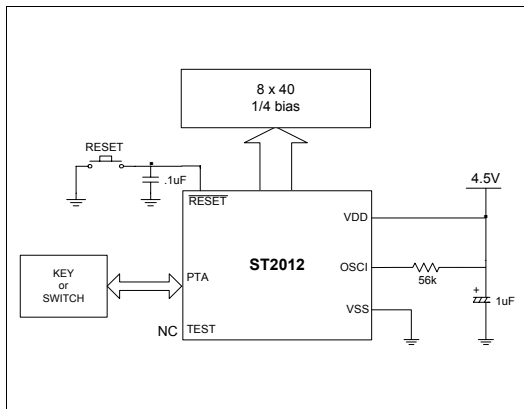 8 x 40
1/4 bias
RESET
.1uF
RESET
4.5V
VDD
ST2012
OSCI
56k
PTA
KEY
or
SWITCH
+
1uF
VSS
NC
TEST